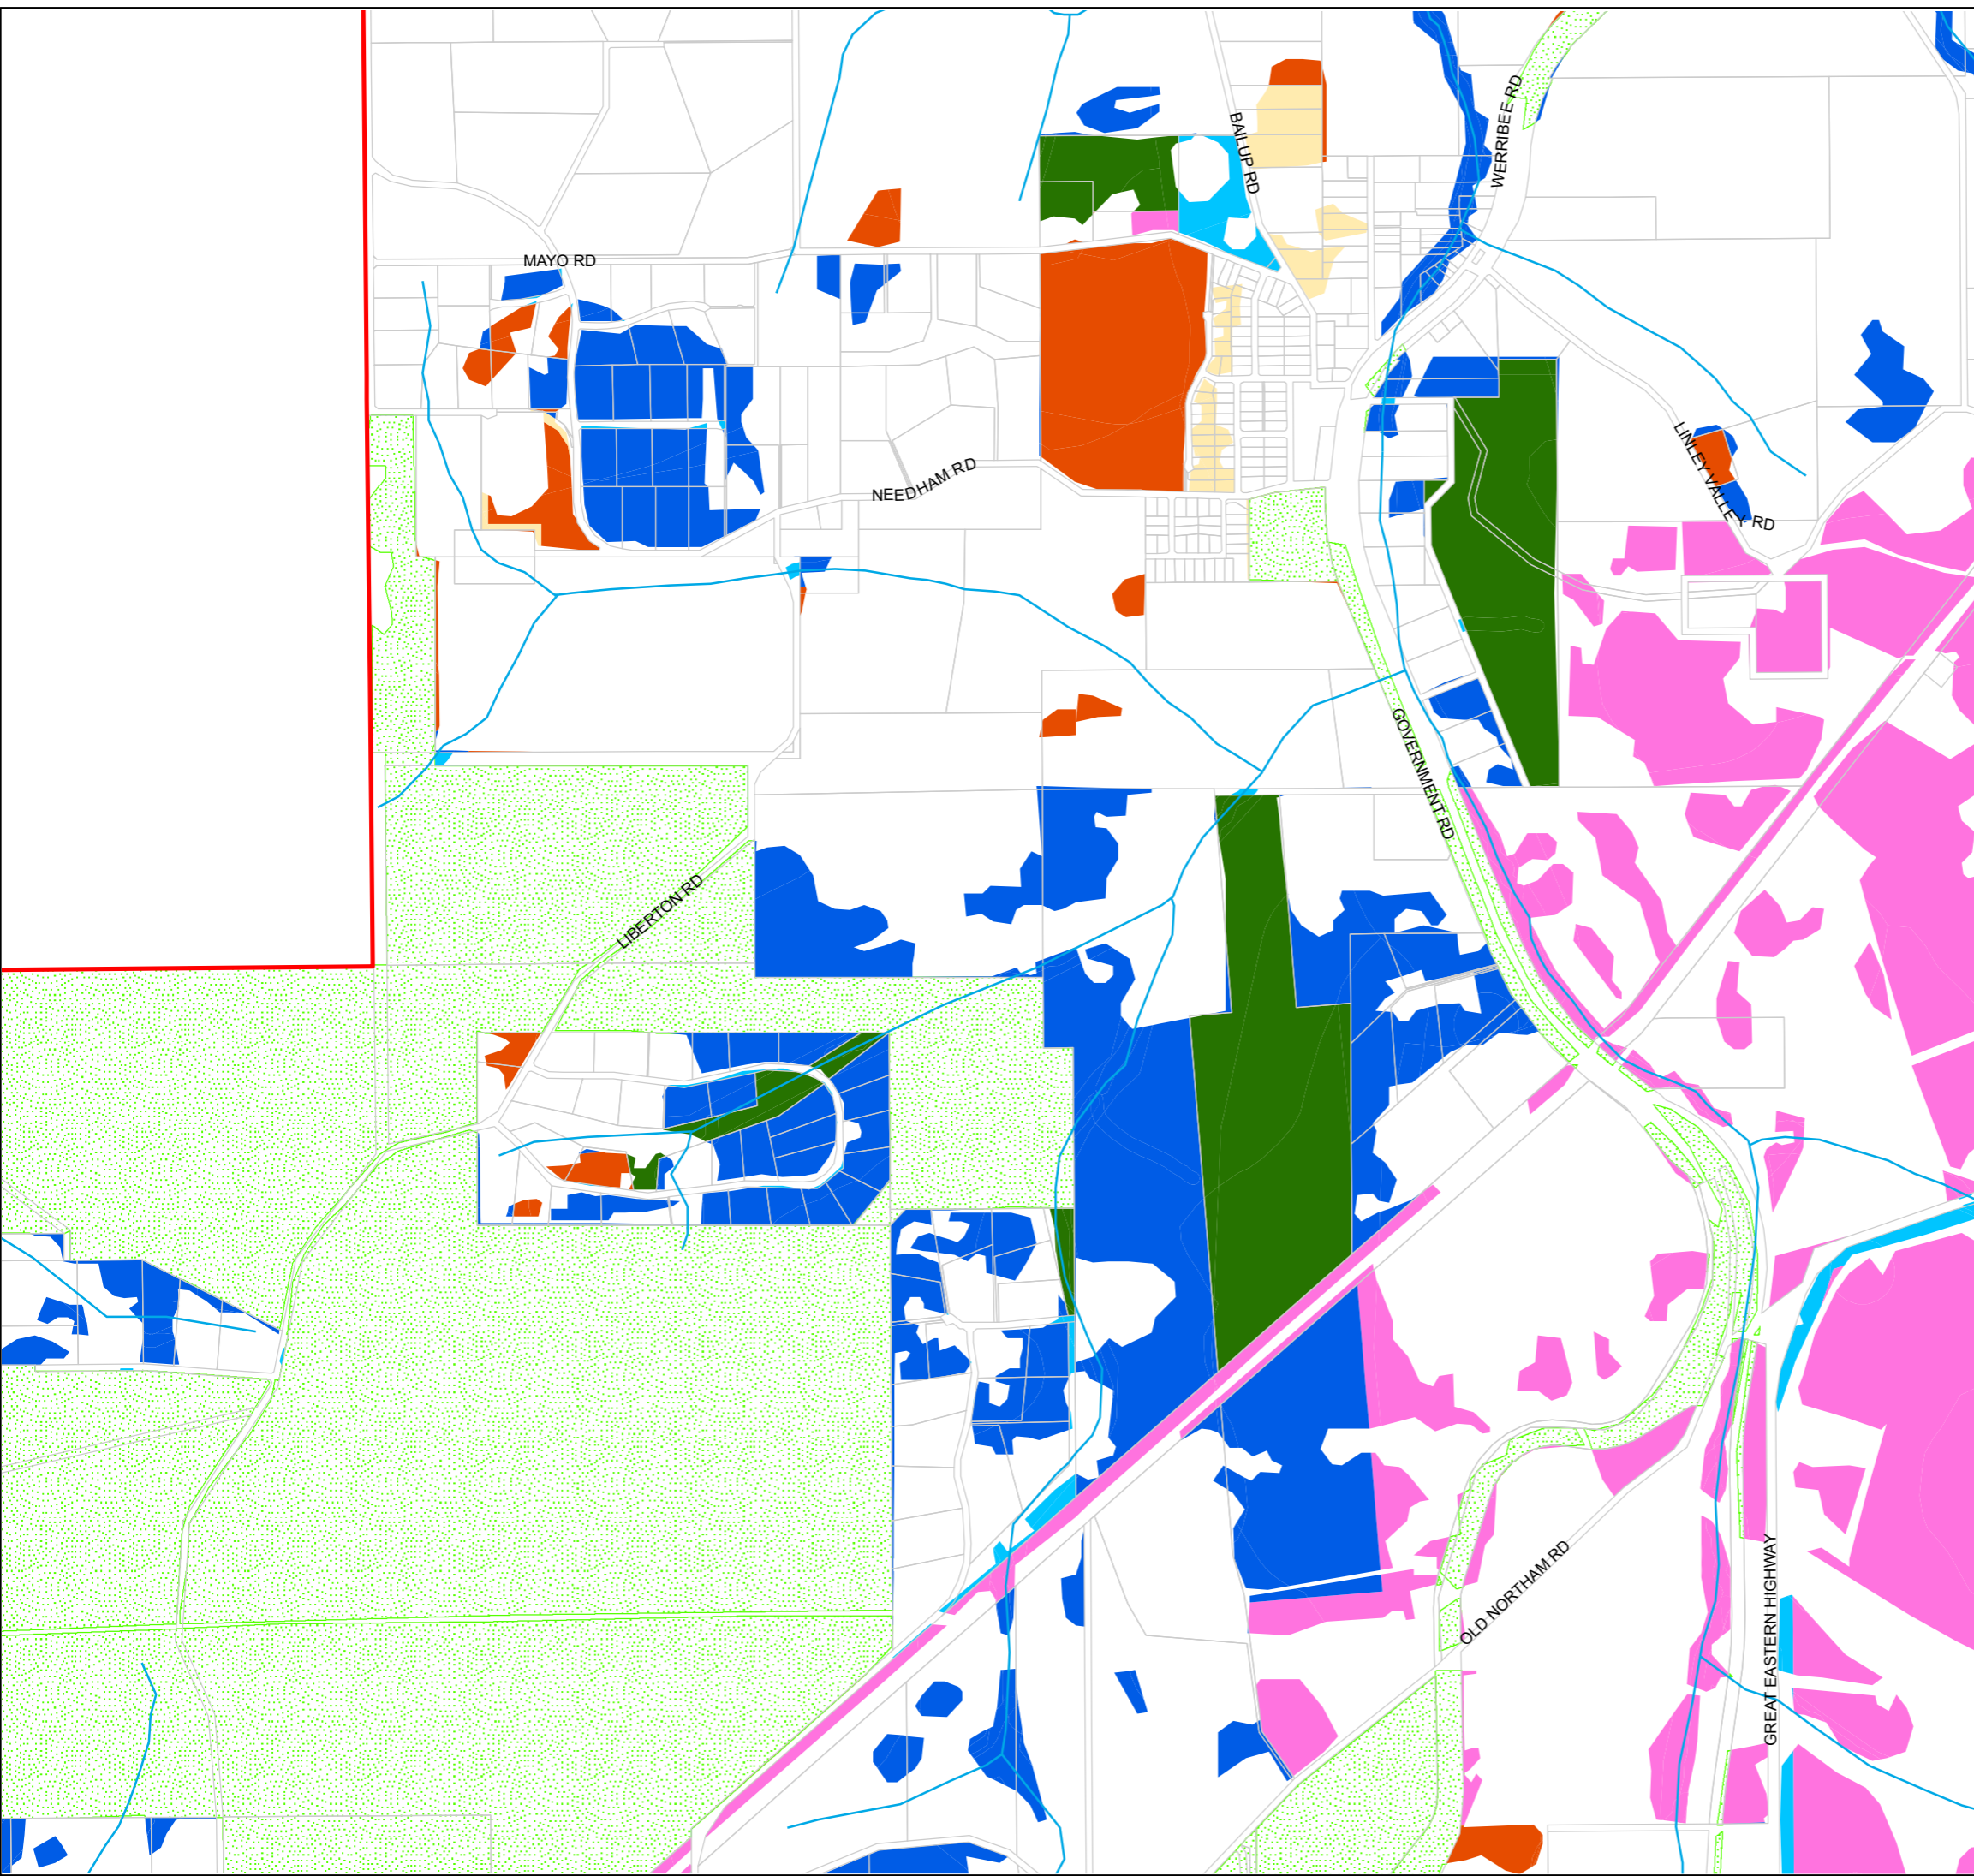 BAILUP RD
WERRIBEE RD
MAYO RD
NEEDHAM RD
LINLEY VALLEY RD
GOVERNMENT RD
LIBERTON RD
OLD NORTHAM RD
GREAT EASTERN HIGHWAY